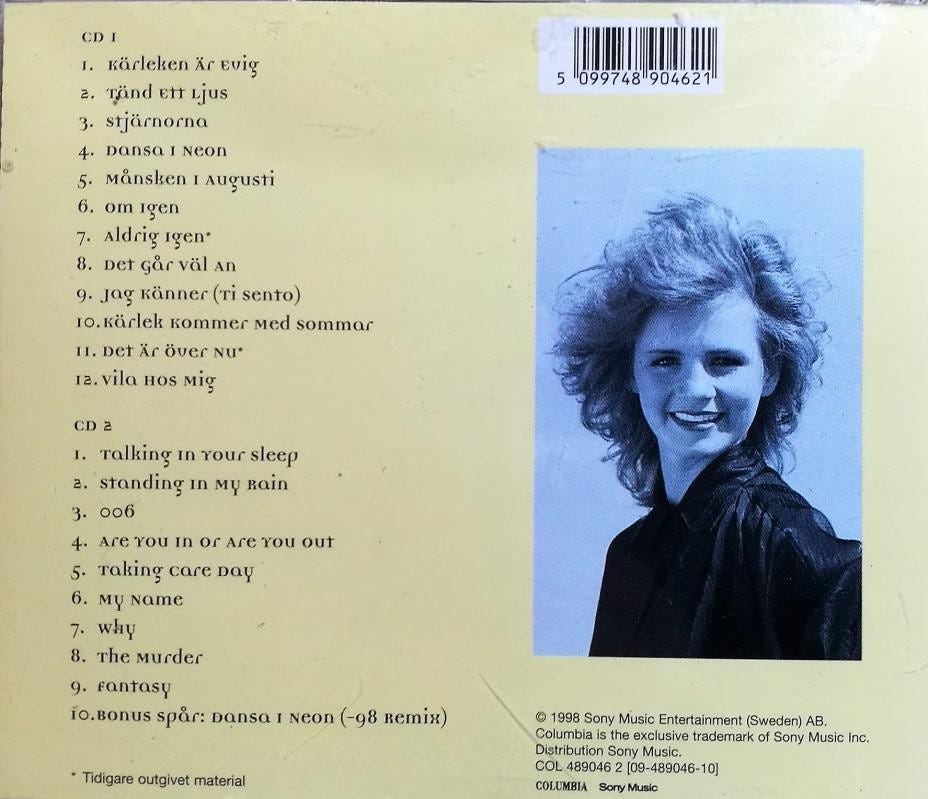 CD 1
1. Kärleken Är Evig
2. Tänd Ett Ljus
3. Stjärnorna
4. Dansa I Neon
5. Månsken I Augusti
6. Om Igen
7. Aldrig Igen*
8. Det Går Väl An
9. Jag Känner (Ti Sento)
10. Kärlek Kommer Med Sommar
11. Det Är Över Nu*
12. Vila Hos Mig
CD 2
1. Talking In Your Sleep
2. Standing In My Rain
3. 006
4. Are You In Or Are You Out
5. Taking Care Day
6. My Name
7. Why
8. The Murder
9. Fantasy
10. Bonus Spår: Dansa I Neon (-98 Remix)
* Tidigare outgivet material
5 099748 904621
© 1998 Sony Music Entertainment (Sweden) AB.
Columbia is the exclusive trademark of Sony Music Inc.
Distribution Sony Music.
COL 489046 2 [09-489046-10]
COLUMBIA Sony Music